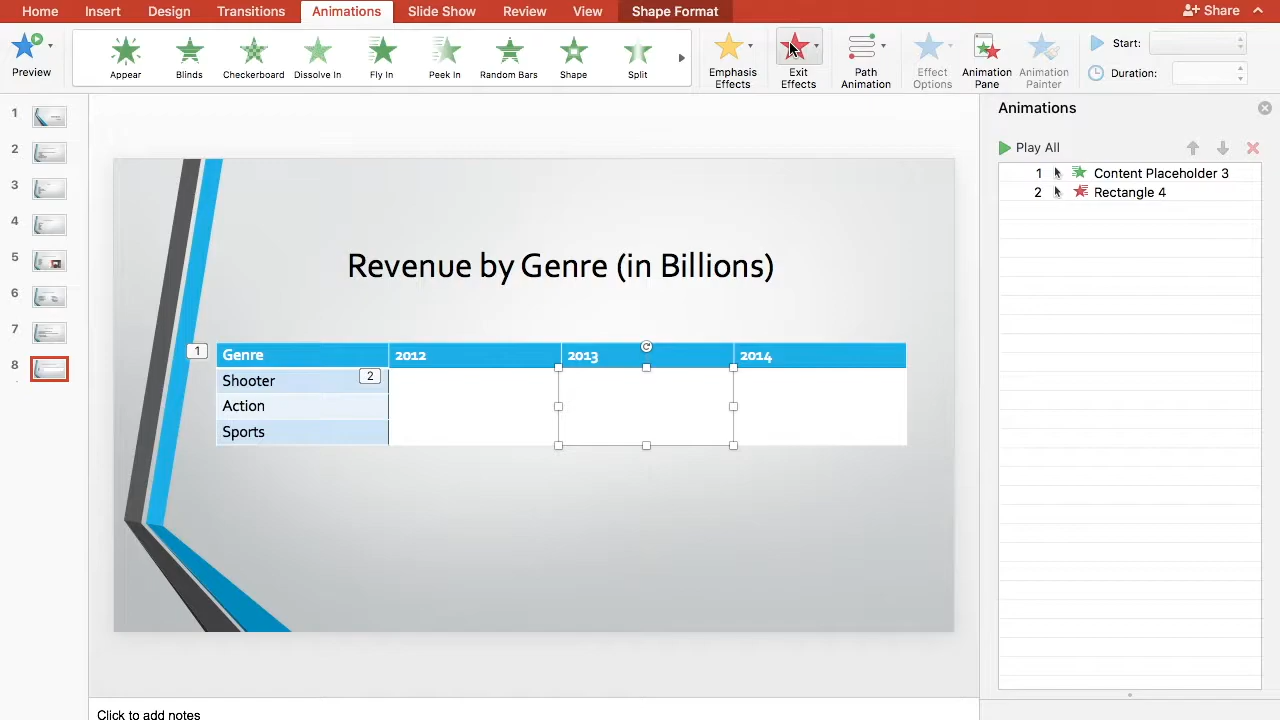 Home Insert Design Transitions Animations Slide Show Review View Shape Format Share
Preview
Appear Blinds Checkerboard Dissolve In Fly In Peek In Random Bars Shape Split
Emphasis Effects
Exit Effects
Path Animation
Effect Options
Animation Pane
Animation Painter
Start:
Duration:
Animations
Play All
1 Content Placeholder 3
2 Rectangle 4
1
2
3
4
5
6
7
8
Revenue by Genre (in Billions)
1
Genre 2012 2013 2014
Shooter 2
Action
Sports
Click to add notes